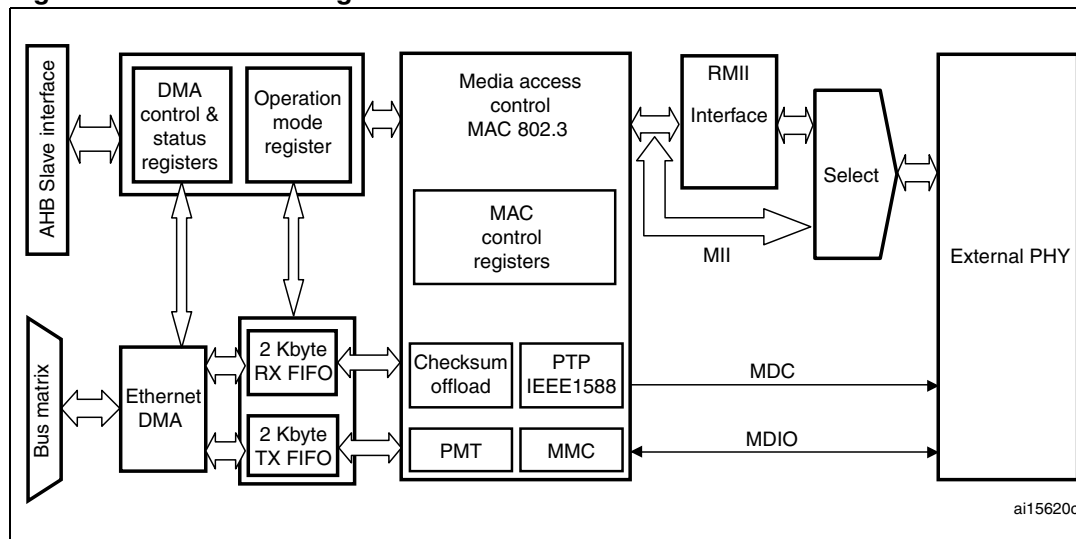 AHB Slave interface
DMA
control &
status
registers
Operation
mode
register
Media access
control
MAC 802.3
RMII
Interface
Select
External PHY
MAC
control
registers
MII
Bus matrix
Ethernet
DMA
2 Kbyte
RX FIFO
2 Kbyte
TX FIFO
Checksum
offload
PTP
IEEE1588
PMT
MMC
MDC
MDIO